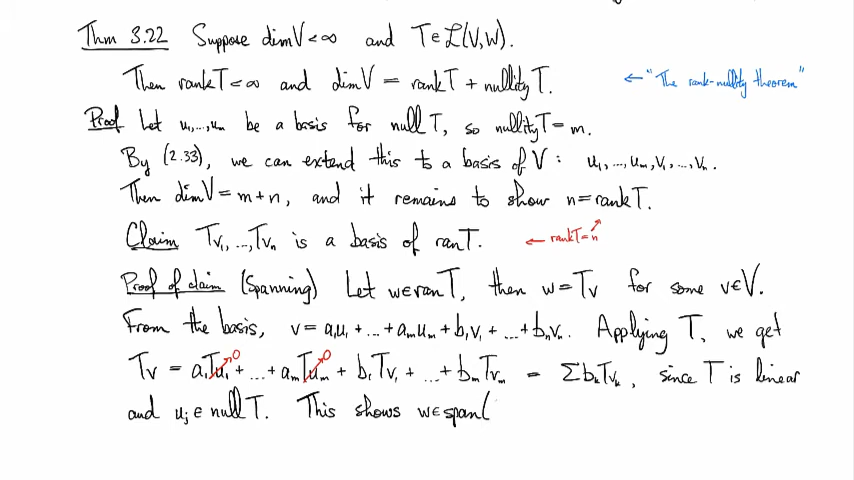 Thm 3.22 Suppose dim V < ∞ and T ∈ ℒ(V,W).
Then rank T < ∞ and dim V = rank T + nullity T. ← "The rank-nullity theorem"
Proof Let u₁,...,uₘ be a basis for null T, so nullity T = m.
By (2.33), we can extend this to a basis of V : u₁,...,uₘ,v₁,...,vₙ.
Then dim V = m+n, and it remains to show n = rank T.
Claim Tv₁,...,Tvₙ is a basis of ran T. ← rank T = n
Proof of claim (Spanning) Let w ∈ ran T, then w = Tv for some v ∈ V.
From the basis, v = a₁u₁ + ... + aₘuₘ + b₁v₁ + ... + bₙvₙ. Applying T, we get
Tv = a₁Tu₁ 0 + ... + aₘTuₘ 0 + b₁Tv₁ + ... + bₘTvₘ = Σ bₖTvₖ, since T is linear
and uⱼ ∈ null T. This shows w ∈ span(